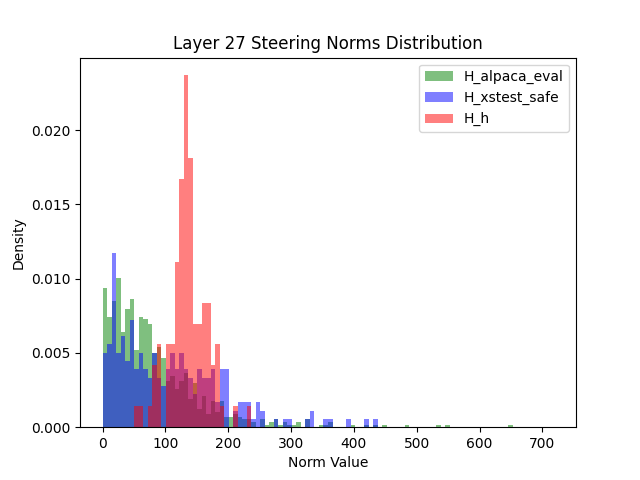 Layer 27 Steering Norms Distribution
H_alpaca_eval
H_xstest_safe
H_h
Density
0.020
0.015
0.010
0.005
0.000
0 100 200 300 400 500 600 700
Norm Value